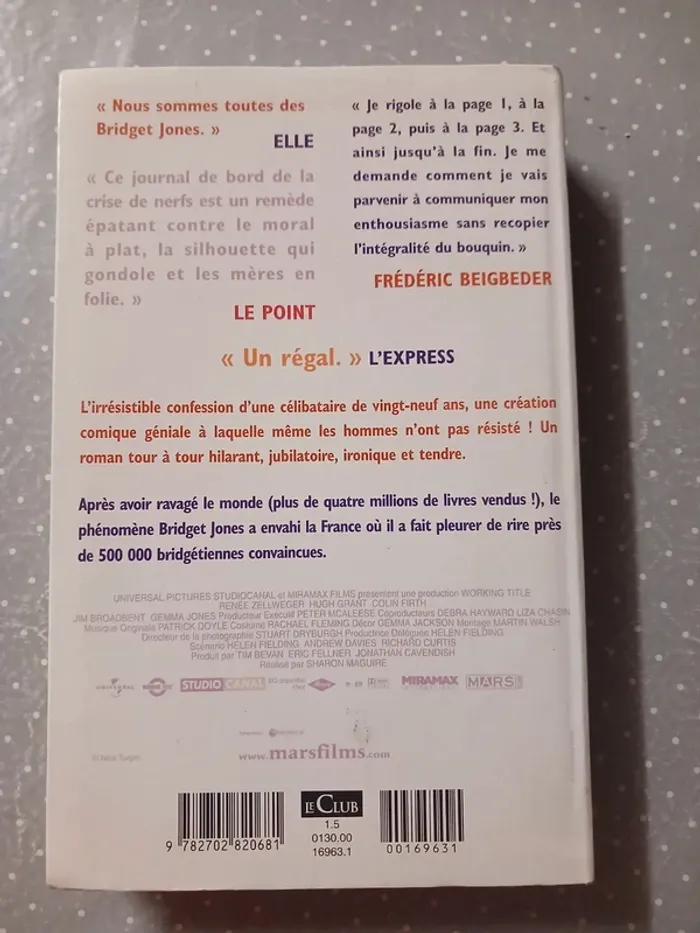 « Nous sommes toutes des
Bridget Jones. »
ELLE
« Ce journal de bord de la
crise de nerfs est un remède
épatant contre le moral
à plat, la silhouette qui
gondole et les mères en
folie. »
LE POINT
« Je rigole à la page 1, à la
page 2, puis à la page 3. Et
ainsi jusqu'à la fin. Je me
demande comment je vais
parvenir à communiquer mon
enthousiasme sans recopier
l'intégralité du bouquin. »
FRÉDÉRIC BEIGBEDER
« Un régal. » L'EXPRESS
L'irrésistible confession d'une célibataire de vingt-neuf ans, une création
comique géniale à laquelle même les hommes n'ont pas résisté ! Un
roman tour à tour hilarant, jubilatoire, ironique et tendre.
Après avoir ravagé le monde (plus de quatre millions de livres vendus !), le
phénomène Bridget Jones a envahi la France où il a fait pleurer de rire près
de 500 000 bridgétiennes convaincues.
UNIVERSAL PICTURES STUDIOCANAL et MIRAMAX FILMS présentent une production WORKING TITLE
RENÉE ZELLWEGER HUGH GRANT COLIN FIRTH
JIM BROADBENT GEMMA JONES Producteur Exécutif PETER MCALEESE Coproducteurs DEBRA HAYWARD LIZA CHASIN
Musique Originale PATRICK DOYLE Costume RACHAEL FLEMING Décor GEMMA JACKSON Montage MARTIN WALSH
Directeur de la photographie STUART DRYBURGH Productrice Déléguée HELEN FIELDING
Scénario HELEN FIELDING ANDREW DAVIES RICHARD CURTIS
Produit par TIM BEVAN ERIC FELLNER JONATHAN CAVENDISH
Réalisé par SHARON MAGUIRE
UNIVERSAL STUDIO CANAL MIRAMAX MARS
www.marsfilms.com
LE CLUB
1.5
0130.00
16963.1
9 782702 820681
00169631